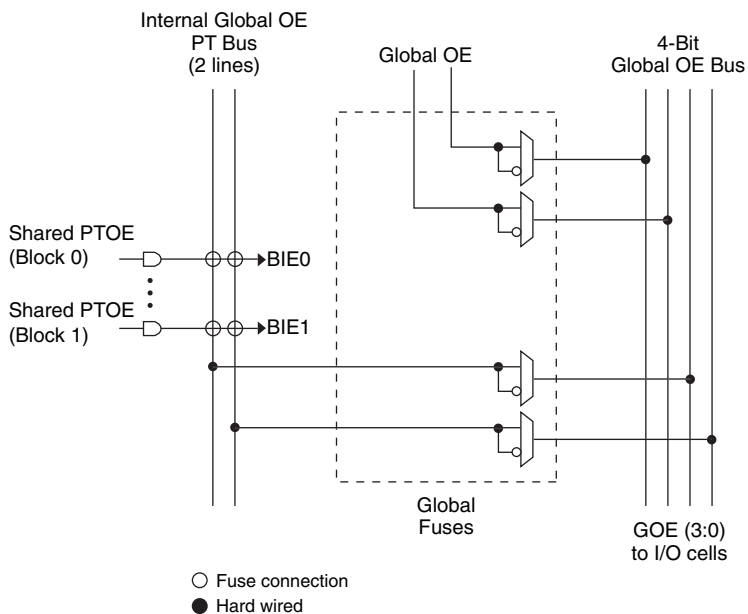 Internal Global OE
PT Bus
(2 lines)
Global OE
4-Bit
Global OE Bus
Shared PTOE
(Block 0)
BIE0
Shared PTOE
(Block 1)
BIE1
Global
Fuses
GOE (3:0)
to I/O cells
Fuse connection
Hard wired